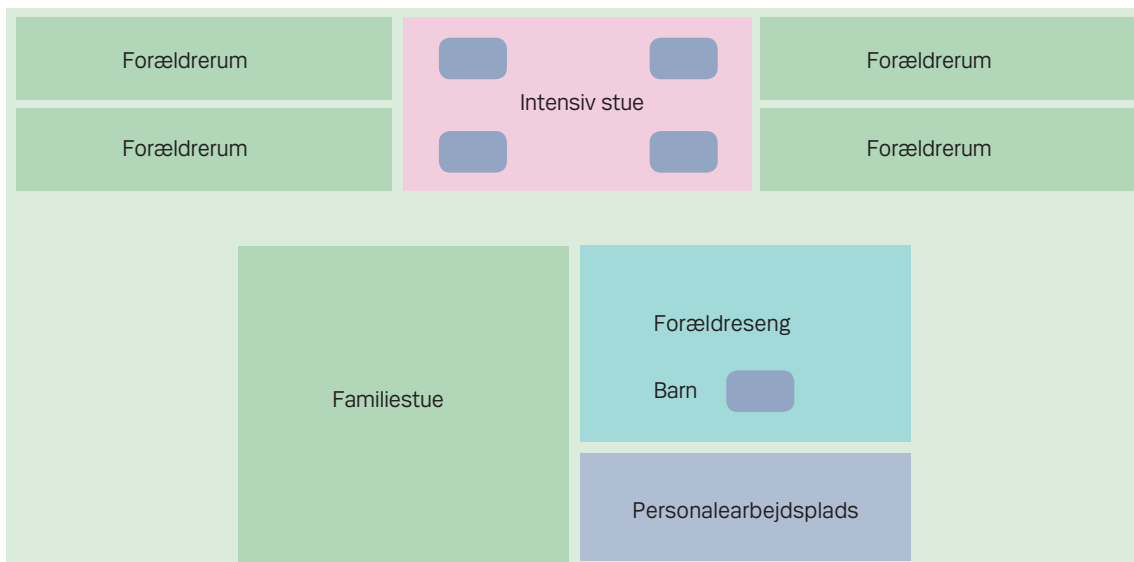 Forældrerum
Forældrerum
Intensiv stue
Forældrerum
Forældrerum
Familiestue
Forældreseng
Barn
Personalearbejdsplads